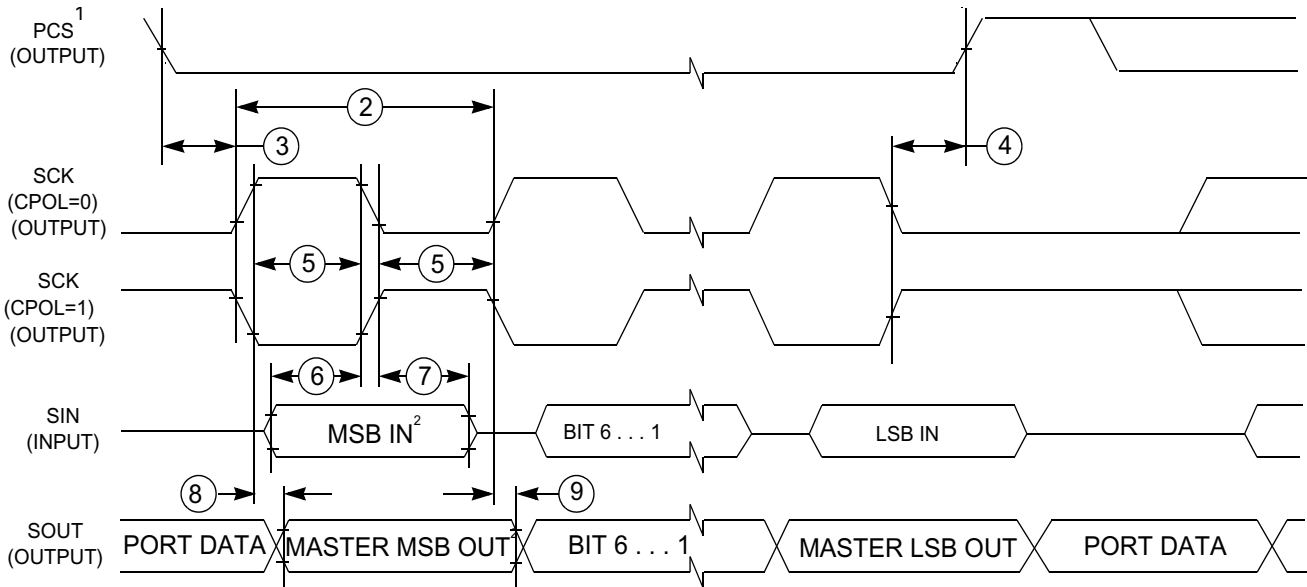 PCS1
(OUTPUT)
2
3
4
SCK
(CPOL=0)
(OUTPUT)
5
5
SCK
(CPOL=1)
(OUTPUT)
6
7
SIN
(INPUT)
MSB IN2
BIT 6 . . . 1
LSB IN
8
9
SOUT
(OUTPUT)
PORT DATA
MASTER MSB OUT2
BIT 6 . . . 1
MASTER LSB OUT
PORT DATA